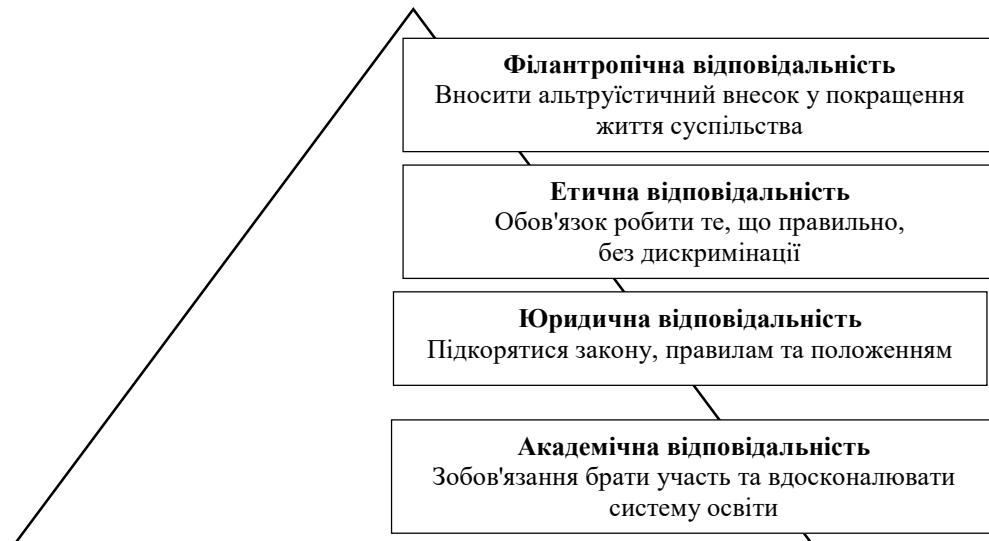 Філантропічна відповідальність
Вносити альтруїстичний внесок у покращення
життя суспільства
Етична відповідальність
Обов'язок робити те, що правильно,
без дискримінації
Юридична відповідальність
Підкорятися закону, правилам та положенням
Академічна відповідальність
Зобов'язання брати участь та вдосконалювати
систему освіти